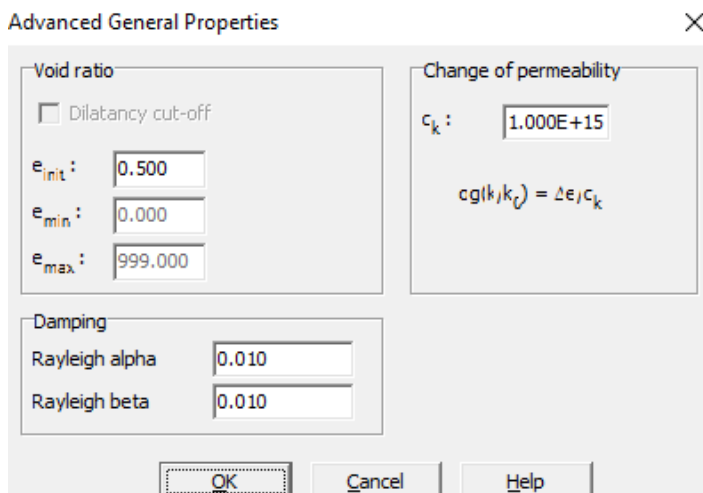 Advanced General Properties
Void ratio
Dilatancy cut-off
e_init : 0.500
e_min : 0.000
e_max : 999.000
Change of permeability
c_k : 1.000E+15
= Δe/c_k
Damping
Rayleigh alpha 0.010
Rayleigh beta 0.010
OK Cancel Help